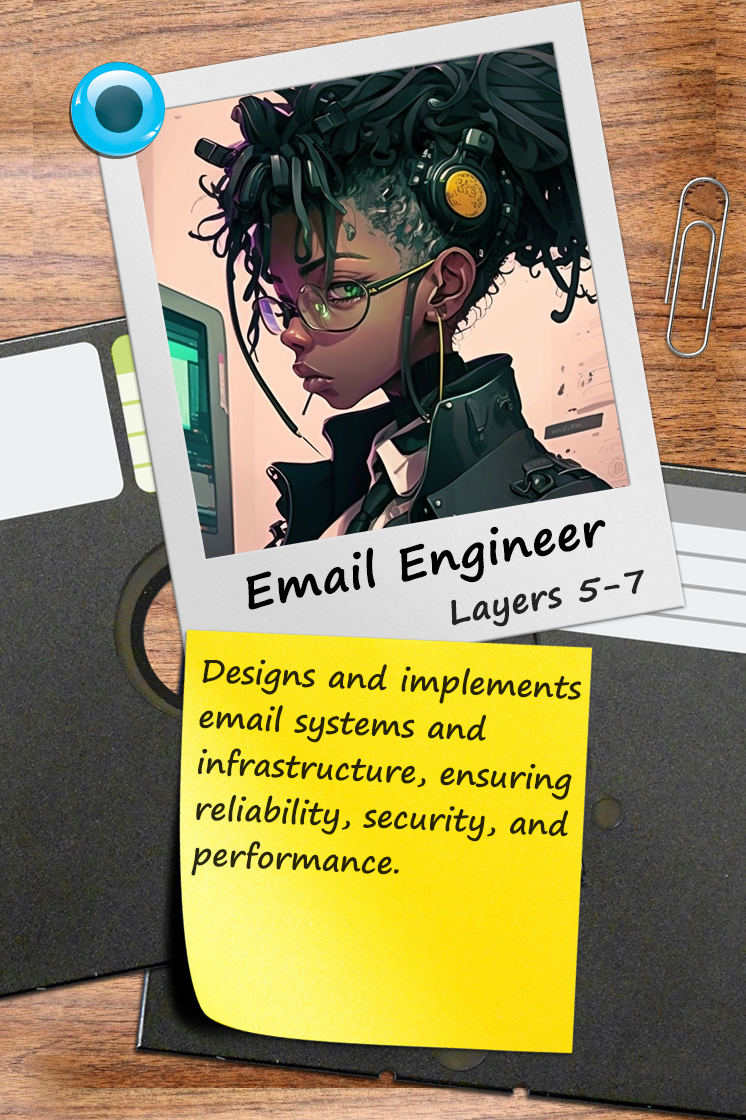 Email Engineer
Layers 5-7
Designs and implements
email systems and
infrastructure, ensuring
reliability, security, and
performance.